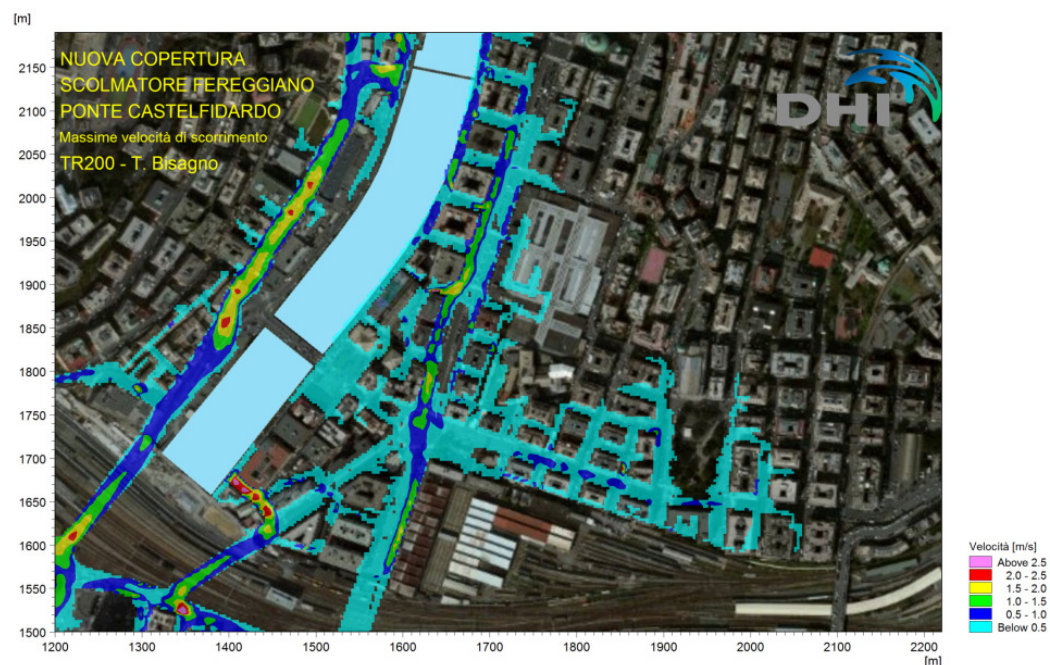 [m]
2150
2100
2050
2000
1950
1900
1850
1800
1750
1700
1650
1600
1550
1500
NUOVA COPERTURA
SCOLMATORE FEREGGIANO
PONTE CASTELFIDARDO
Massime velocità di scorrimento
TR200 - T. Bisagno
DHI
1200 1300 1400 1500 1600 1700 1800 1900 2000 2100 2200
[m]
Velocità [m/s]
Above 2.5
2.0 - 2.5
1.5 - 2.0
1.0 - 1.5
0.5 - 1.0
Below 0.5